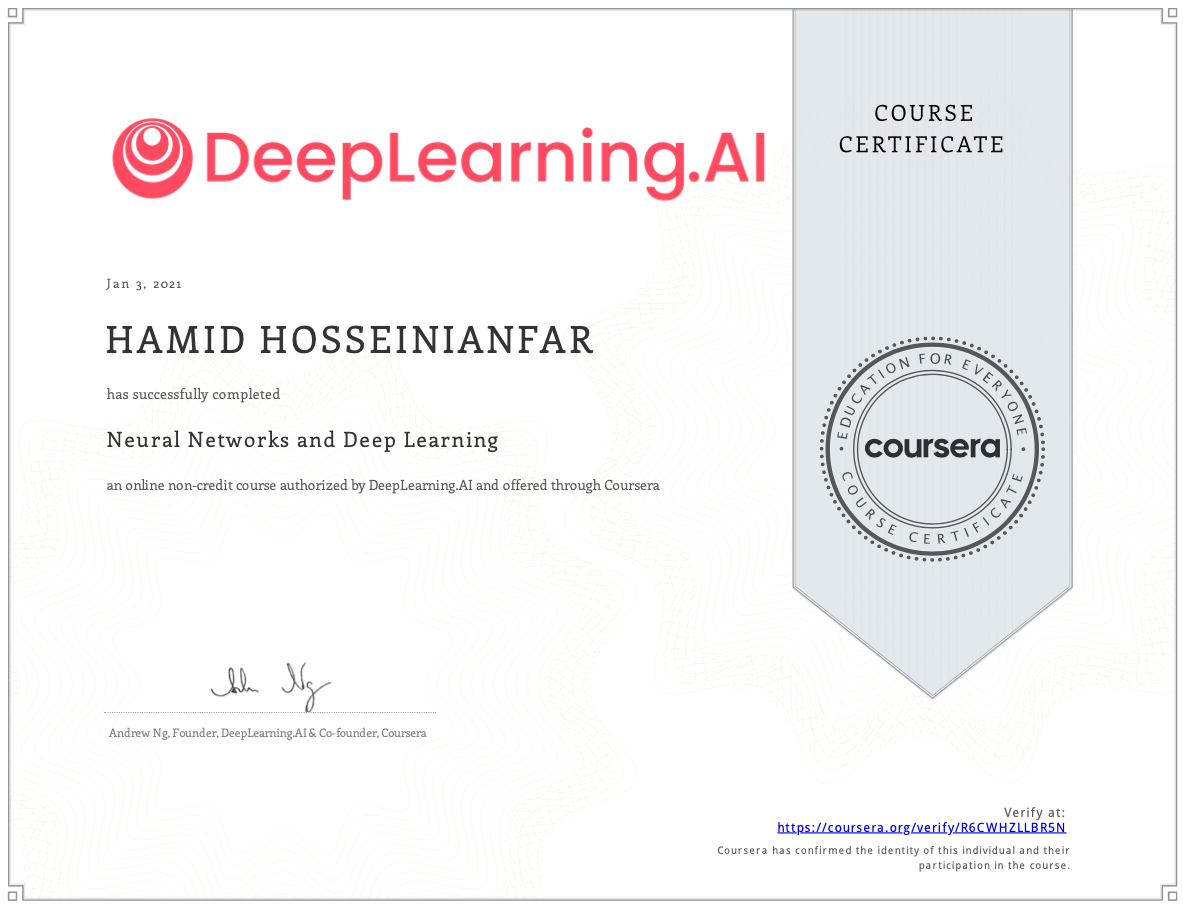 DeepLearning.AI
COURSE
CERTIFICATE
Jan 3, 2021
HAMID HOSSEINIANFAR
has successfully completed
Neural Networks and Deep Learning
an online non-credit course authorized by DeepLearning.AI and offered through Coursera
EDUCATION FOR EVERYONE
coursera
COURSE CERTIFICATE
Andrew Ng, Founder, DeepLearning.AI & Co-founder, Coursera
Verify at:
https://coursera.org/verify/R6CWHZLLBR5N
Coursera has confirmed the identity of this individual and their
participation in the course.